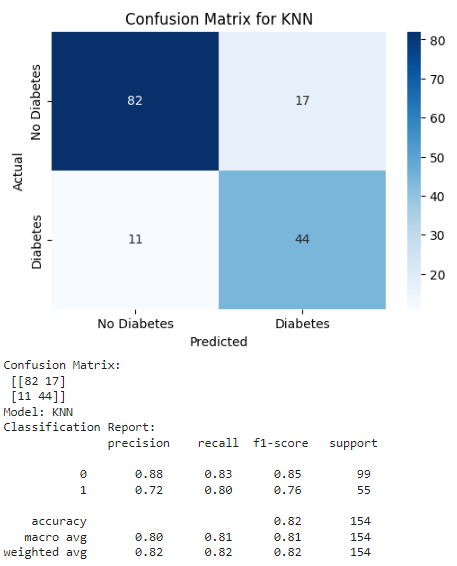 Confusion Matrix for KNN
80
70
60
50
40
30
20
No Diabetes
82 17
Actual
Diabetes
11 44
No Diabetes Diabetes
Predicted
Confusion Matrix:
[[82 17]
[11 44]]
Model: KNN
Classification Report:
precision recall f1-score support
0 0.88 0.83 0.85 99
1 0.72 0.80 0.76 55
accuracy 0.82 154
macro avg 0.80 0.81 0.81 154
weighted avg 0.82 0.82 0.82 154